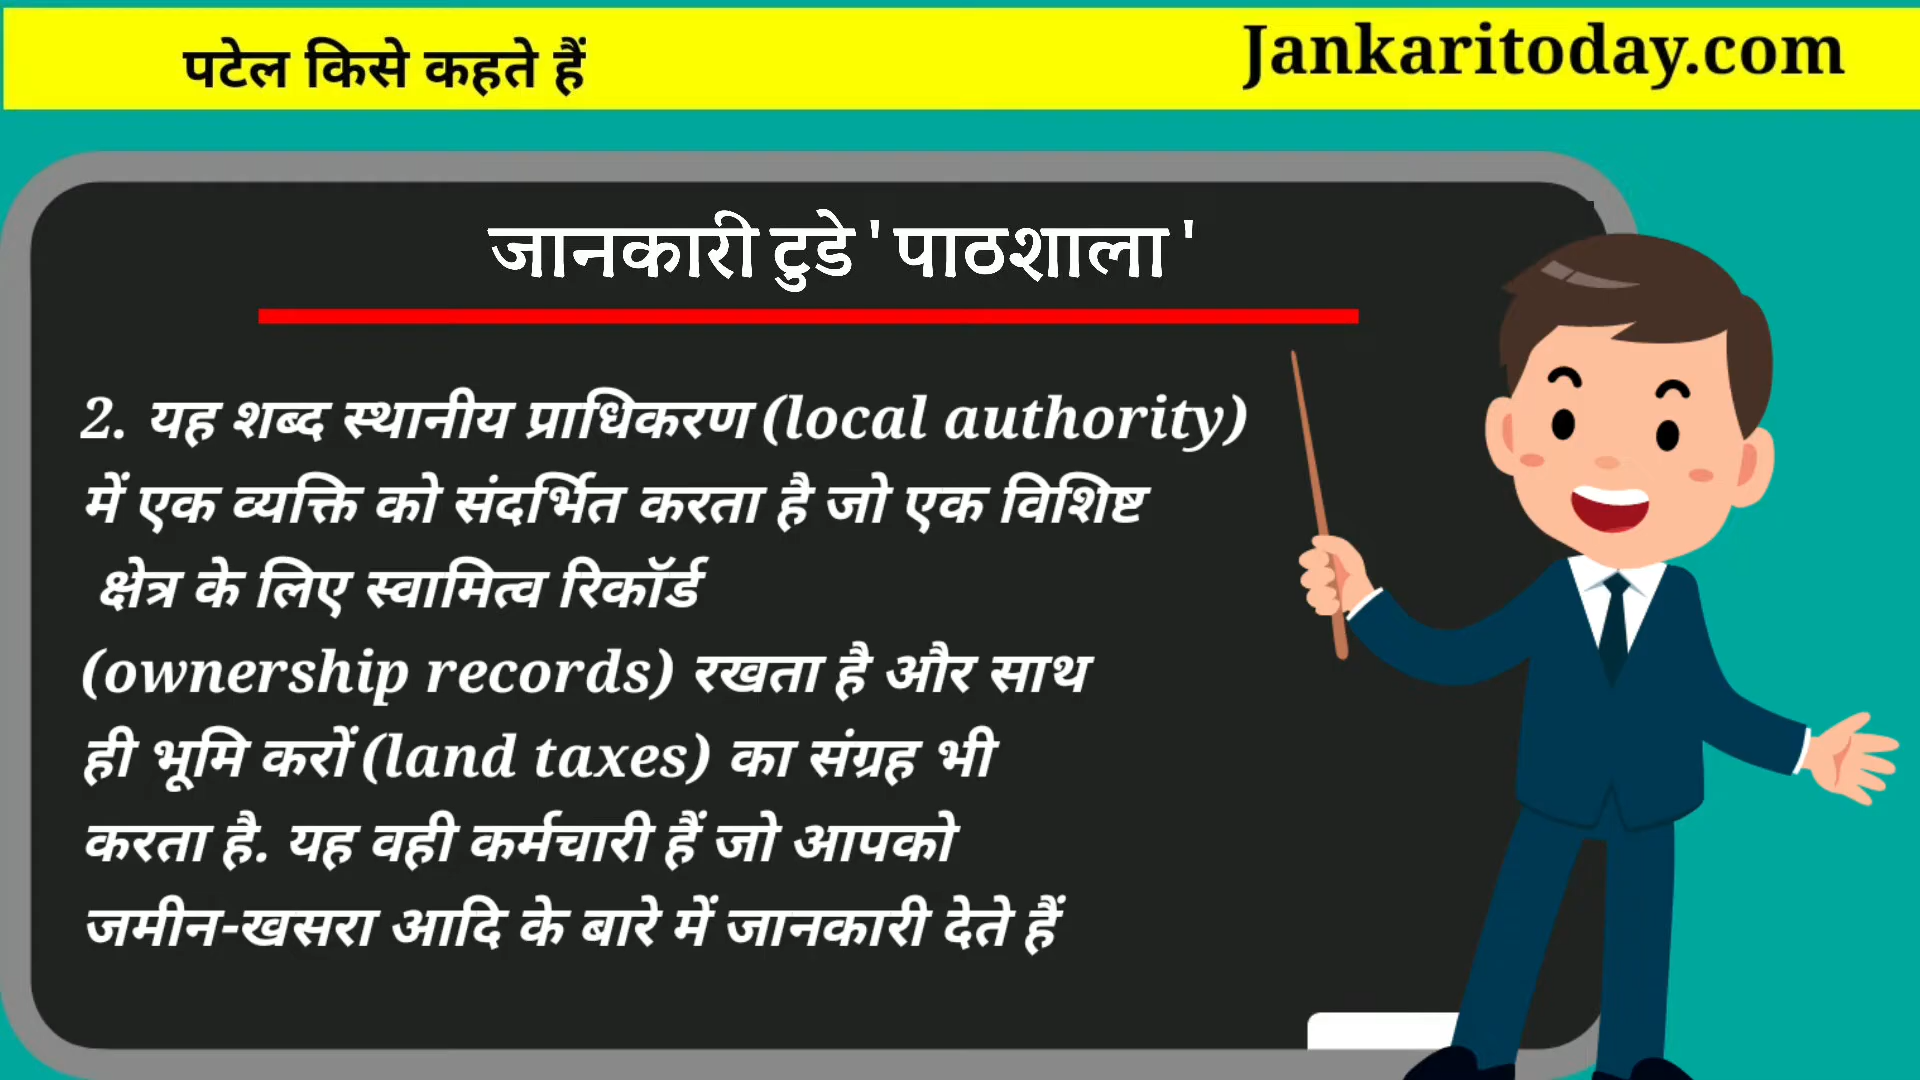 पटेल किसे कहते हैं
Jankaritoday.com
जानकारी टुडे ' पाठशाला '
2. यह शब्द स्थानीय प्राधिकरण (local authority)
में एक व्यक्ति को संदर्भित करता है जो एक विशिष्ट
क्षेत्र के लिए स्वामित्व रिकॉर्ड
(ownership records) रखता है और साथ
ही भूमि करों (land taxes) का संग्रह भी
करता है. यह वही कर्मचारी हैं जो आपको
जमीन-खसरा आदि के बारे में जानकारी देते हैं